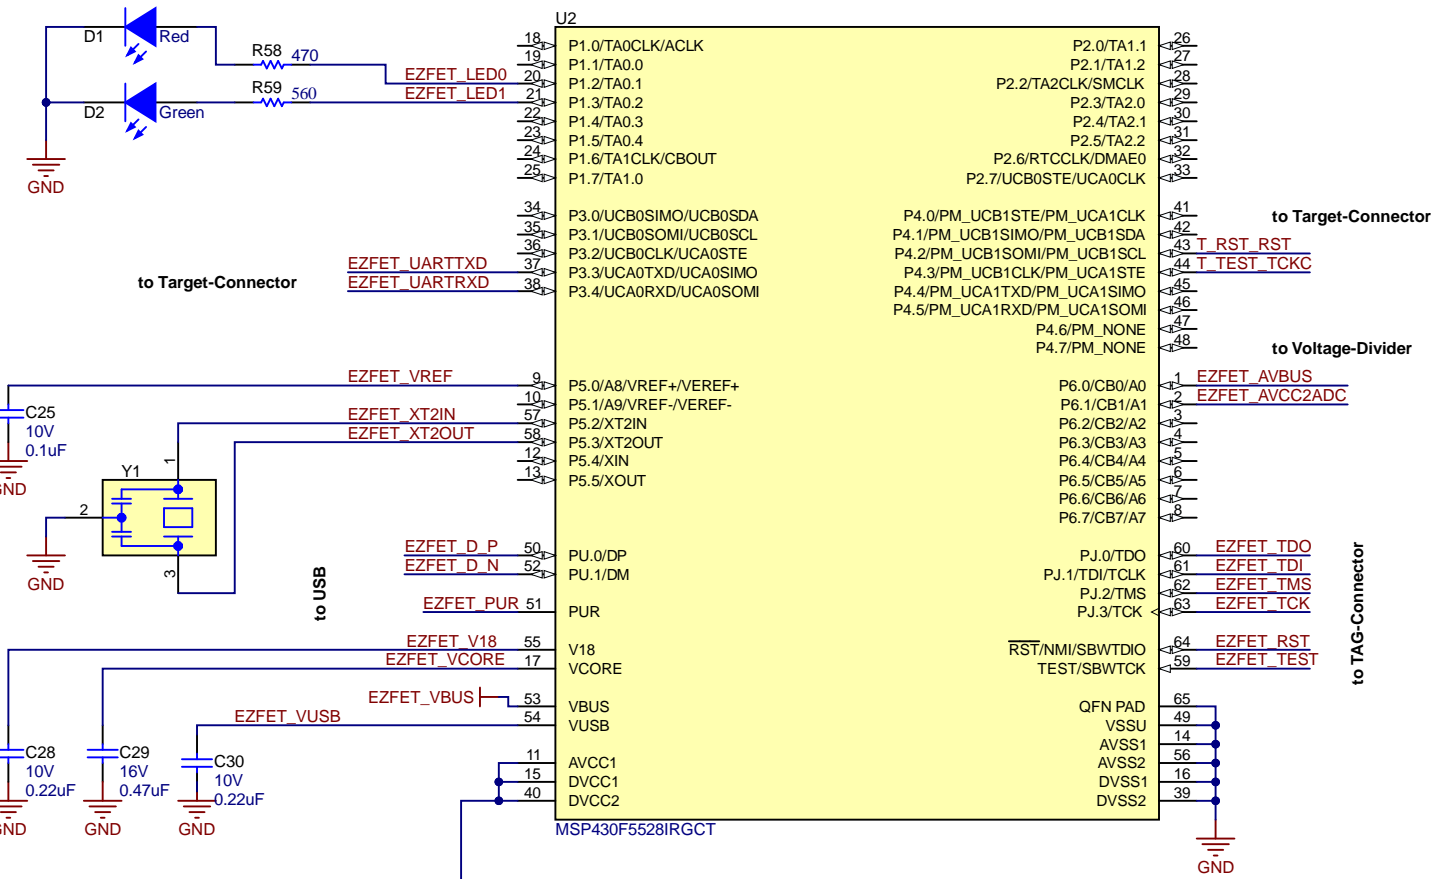 U2
D1
Red
R58
470
EZFET_LED0
R59
560
EZFET_LED1
D2
Green
GND
18 P1.0/TA0CLK/ACLK
19 P1.1/TA0.0
20 P1.2/TA0.1
21 P1.3/TA0.2
22 P1.4/TA0.3
23 P1.5/TA0.4
24 P1.6/TA1CLK/CBOUT
25 P1.7/TA1.0
P2.0/TA1.1 26
P2.1/TA1.2 27
P2.2/TA2CLK/SMCLK 28
P2.3/TA2.0 29
P2.4/TA2.1 30
P2.5/TA2.2 31
P2.6/RTCCLK/DMAE0 32
P2.7/UCB0STE/UCA0CLK 33
34 P3.0/UCB0SIMO/UCB0SDA
35 P3.1/UCB0SOMI/UCB0SCL
36 P3.2/UCB0CLK/UCA0STE
EZFET_UARTTXD 37 P3.3/UCA0TXD/UCA0SIMO
EZFET_UARTRXD 38 P3.4/UCA0RXD/UCA0SOMI
to Target-Connector
P4.0/PM_UCB1STE/PM_UCA1CLK 41
P4.1/PM_UCB1SIMO/PM_UCB1SDA 42
P4.2/PM_UCB1SOMI/PM_UCB1SCL 43 T_RST_RST
P4.3/PM_UCB1CLK/PM_UCA1STE 44 T_TEST_TCKC
P4.4/PM_UCA1TXD/PM_UCA1SIMO 45
P4.5/PM_UCA1RXD/PM_UCA1SOMI 46
P4.6/PM_NONE 47
P4.7/PM_NONE 48
to Target-Connector
to Voltage-Divider
EZFET_VREF 9 P5.0/A8/VREF+/VEREF+
10 P5.1/A9/VREF-/VEREF-
EZFET_XT2IN 57 P5.2/XT2IN
EZFET_XT2OUT 58 P5.3/XT2OUT
12 P5.4/XIN
13 P5.5/XOUT
P6.0/CB0/A0 1 EZFET_AVBUS
P6.1/CB1/A1 2 EZFET_AVCC2ADC
P6.2/CB2/A2 3
P6.3/CB3/A3 4
P6.4/CB4/A4 5
P6.5/CB5/A5 6
P6.6/CB6/A6 7
P6.7/CB7/A7 8
C25
10V
0.1uF
GND
Y1
1
2
3
GND
to USB
EZFET_D_P 50 PU.0/DP
EZFET_D_N 52 PU.1/DM
EZFET_PUR 51 PUR
PJ.0/TDO 60 EZFET_TDO
PJ.1/TDI/TCLK 61 EZFET_TDI
PJ.2/TMS 62 EZFET_TMS
PJ.3/TCK 63 EZFET_TCK
to TAG-Connector
EZFET_V18 55 V18
EZFET_VCORE 17 VCORE
RST/NMI/SBWTDIO 64 EZFET_RST
TEST/SBWTCK 59 EZFET_TEST
EZFET_VBUS 53 VBUS
EZFET_VUSB 54 VUSB
11 AVCC1
15 DVCC1
40 DVCC2
QFN PAD 65
VSSU 49
AVSS1 14
AVSS2 56
DVSS1 16
DVSS2 39
C28
10V
0.22uF
GND
C29
16V
0.47uF
GND
C30
10V
0.22uF
GND
MSP430F5528IRGCT
GND